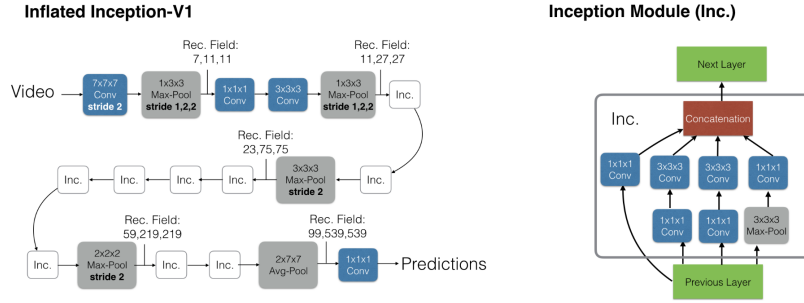 Inflated Inception-V1
Rec. Field:
7,11,11
Rec. Field:
11,27,27
Video
7x7x7
Conv
stride 2
1x3x3
Max-Pool
stride 1,2,2
1x1x1
Conv
3x3x3
Conv
1x3x3
Max-Pool
stride 1,2,2
Inc.
Rec. Field:
23,75,75
Inc.
Inc.
Inc.
Inc.
3x3x3
Max-Pool
stride 2
Inc.
Rec. Field:
59,219,219
Rec. Field:
99,539,539
Inc.
2x2x2
Max-Pool
stride 2
Inc.
Inc.
2x7x7
Avg-Pool
1x1x1
Conv
Predictions
Inception Module (Inc.)
Next Layer
Inc.
Concatenation
1x1x1
Conv
3x3x3
Conv
3x3x3
Conv
1x1x1
Conv
1x1x1
Conv
1x1x1
Conv
3x3x3
Max-Pool
Previous Layer